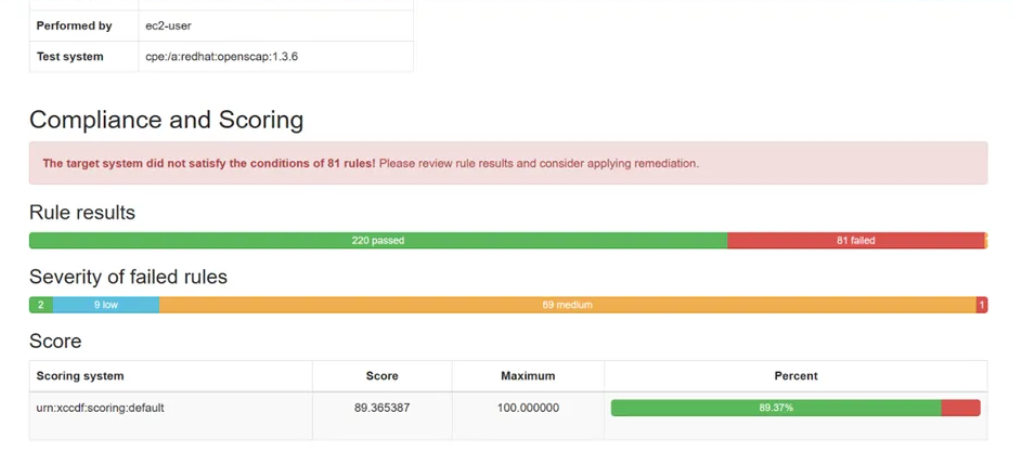 Performed by ec2-user
Test system cpe:/a:redhat:openscap:1.3.6
Compliance and Scoring
The target system did not satisfy the conditions of 81 rules! Please review rule results and consider applying remediation.
Rule results
220 passed 81 failed
Severity of failed rules
2 9 low 69 medium 1
Score
Scoring system Score Maximum Percent
urn:xccdf:scoring:default 89.365387 100.000000 89.37%